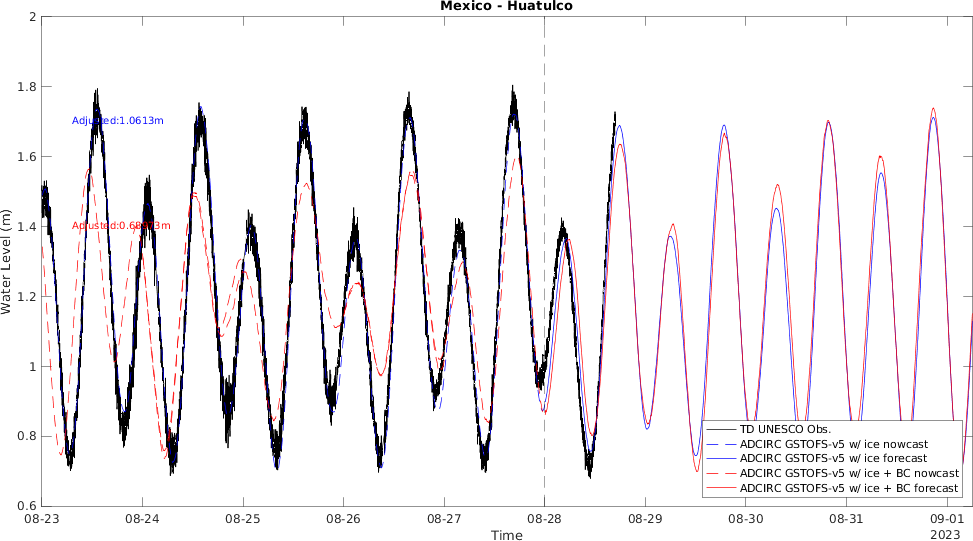 Mexico - Huatulco
2
1.8
1.6
1.4
1.2
1
0.8
0.6
Water Level (m)
Adjusted:1.0613m
TD UNESCO Obs.
ADCIRC GSTOFS-v5 w/ ice nowcast
ADCIRC GSTOFS-v5 w/ ice forecast
ADCIRC GSTOFS-v5 w/ ice + BC nowcast
ADCIRC GSTOFS-v5 w/ ice + BC forecast
08-23 08-24 08-25 08-26 08-27 08-28 08-29 08-30 08-31 09-01
2023
Time